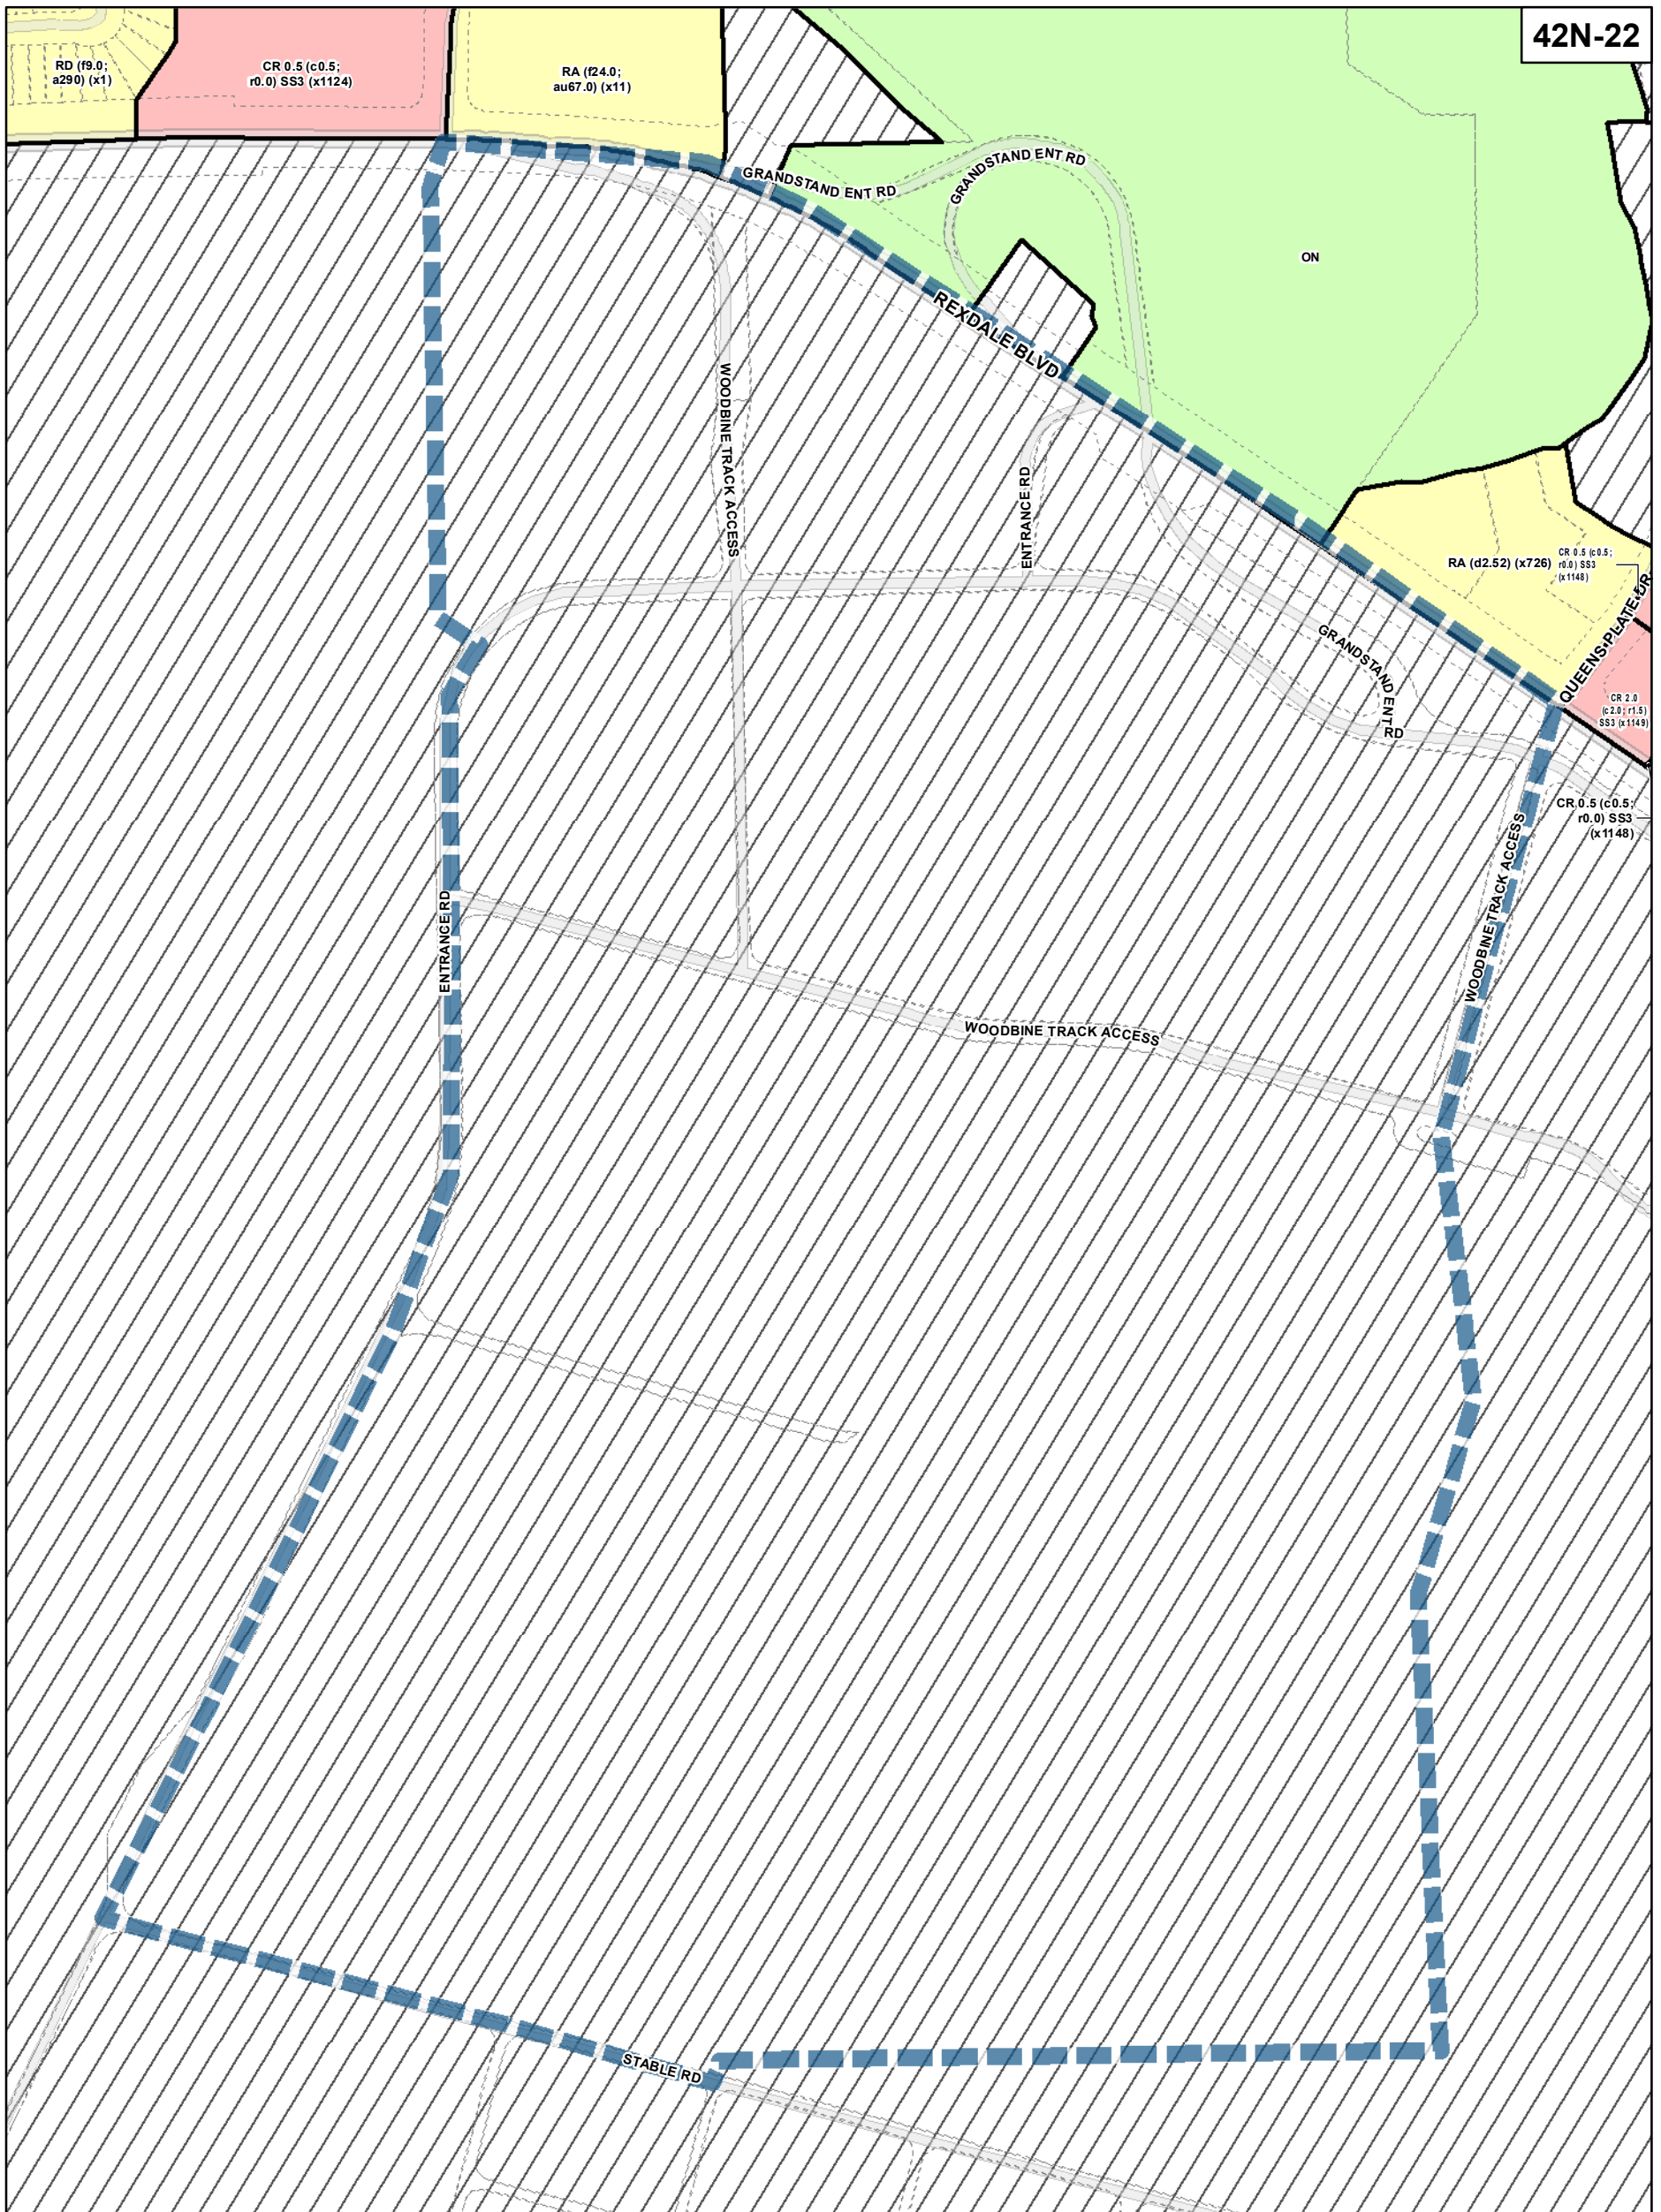 42N-22
RD (f9.0;
a290) (x1)
CR 0.5 (c0.5;
r0.0) SS3 (x1124)
RA (f24.0;
au67.0) (x11)
GRANDSTAND ENT RD
GRANDSTAND ENT RD
ON
REXDALE BLVD
WOODBINE TRACK ACCESS
ENTRANCE RD
RA (d2.52) (x726)
CR 0.5 (c0.5;
r0.0) SS3
(x1148)
QUEENS PLATE DR
GRANDSTAND ENT RD
CR 2.0
(c2.0; r1.5)
SS3 (x1149)
CR 0.5 (c0.5;
r0.0) SS3
(x1148)
WOODBINE TRACK ACCESS
ENTRANCE RD
WOODBINE TRACK ACCESS
STABLE RD